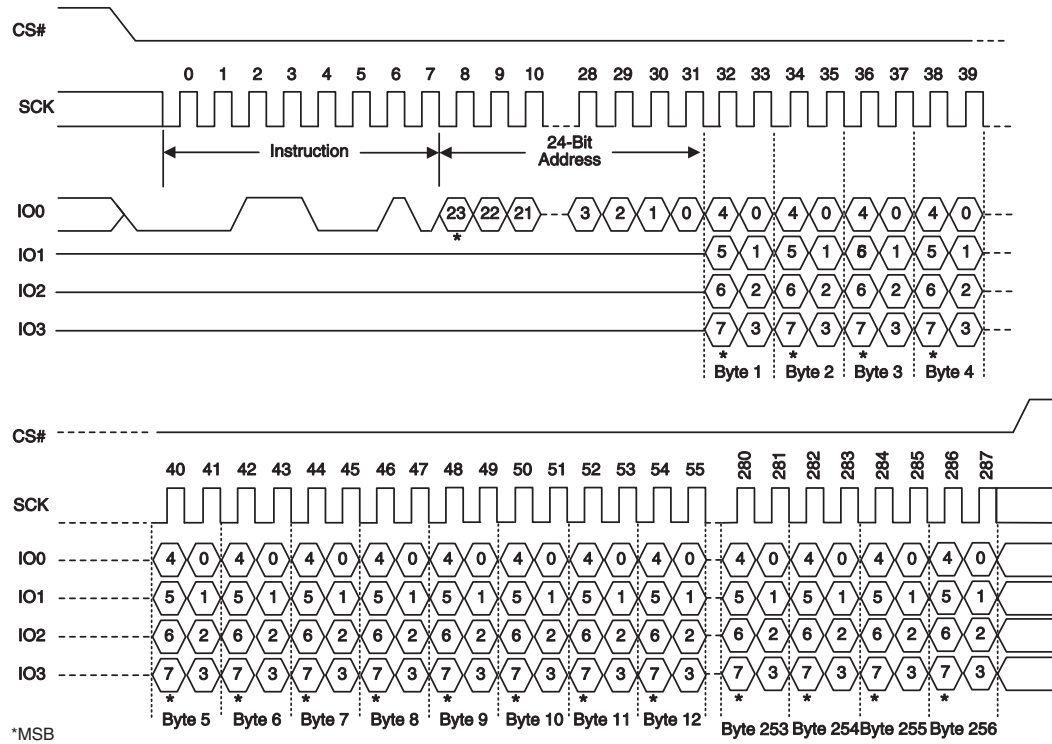 CS#
0 1 2 3 4 5 6 7 8 9 10 28 29 30 31 32 33 34 35 36 37 38 39
SCK
Instruction
24-Bit
Address
IO0 23 22 21 3 2 1 0 4 0 4 0 4 0 4 0
*
IO1 5 1 5 1 6 1 5 1
IO2 6 2 6 2 6 2 6 2
IO3 7 3 7 3 7 3 7 3
* * * *
Byte 1 Byte 2 Byte 3 Byte 4
CS#
40 41 42 43 44 45 46 47 48 49 50 51 52 53 54 55 280 281 282 283 284 285 286 287
SCK
IO0 4 0 4 0 4 0 4 0 4 0 4 0 4 0 4 0 4 0 4 0 4 0 4 0
IO1 5 1 5 1 5 1 5 1 5 1 5 1 5 1 5 1 5 1 5 1 5 1 5 1
IO2 6 2 6 2 6 2 6 2 6 2 6 2 6 2 6 2 6 2 6 2 6 2 6 2
IO3 7 3 7 3 7 3 7 3 7 3 7 3 7 3 7 3 7 3 7 3 7 3 7 3
* * * * * * * * * * * *
Byte 5 Byte 6 Byte 7 Byte 8 Byte 9 Byte 10 Byte 11 Byte 12 Byte 253 Byte 254 Byte 255 Byte 256
*MSB